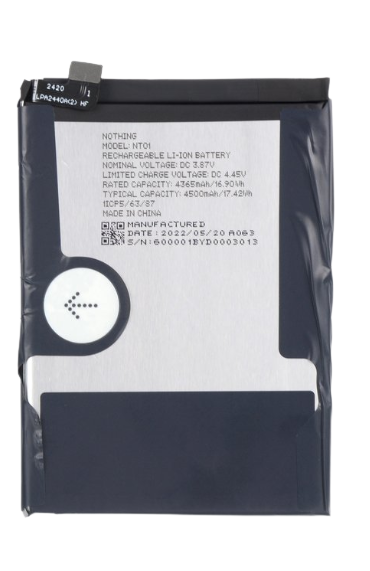 2420 1
LPA2440A(2) HF
NOTHING
MODEL: NT01
RECHARGEABLE LI-ION BATTERY
NOMINAL VOLTAGE: DC 3.87V
LIMITED CHARGE VOLTAGE: DC 4.45V
RATED CAPACITY: 4365mAh/16.90Wh
TYPICAL CAPACITY: 4500mAh/17.42Wh
1ICP5/63/87
MADE IN CHINA
MANUFACTURED
DATE: 2022/05/20 A063
S/N:600001BYD0003013